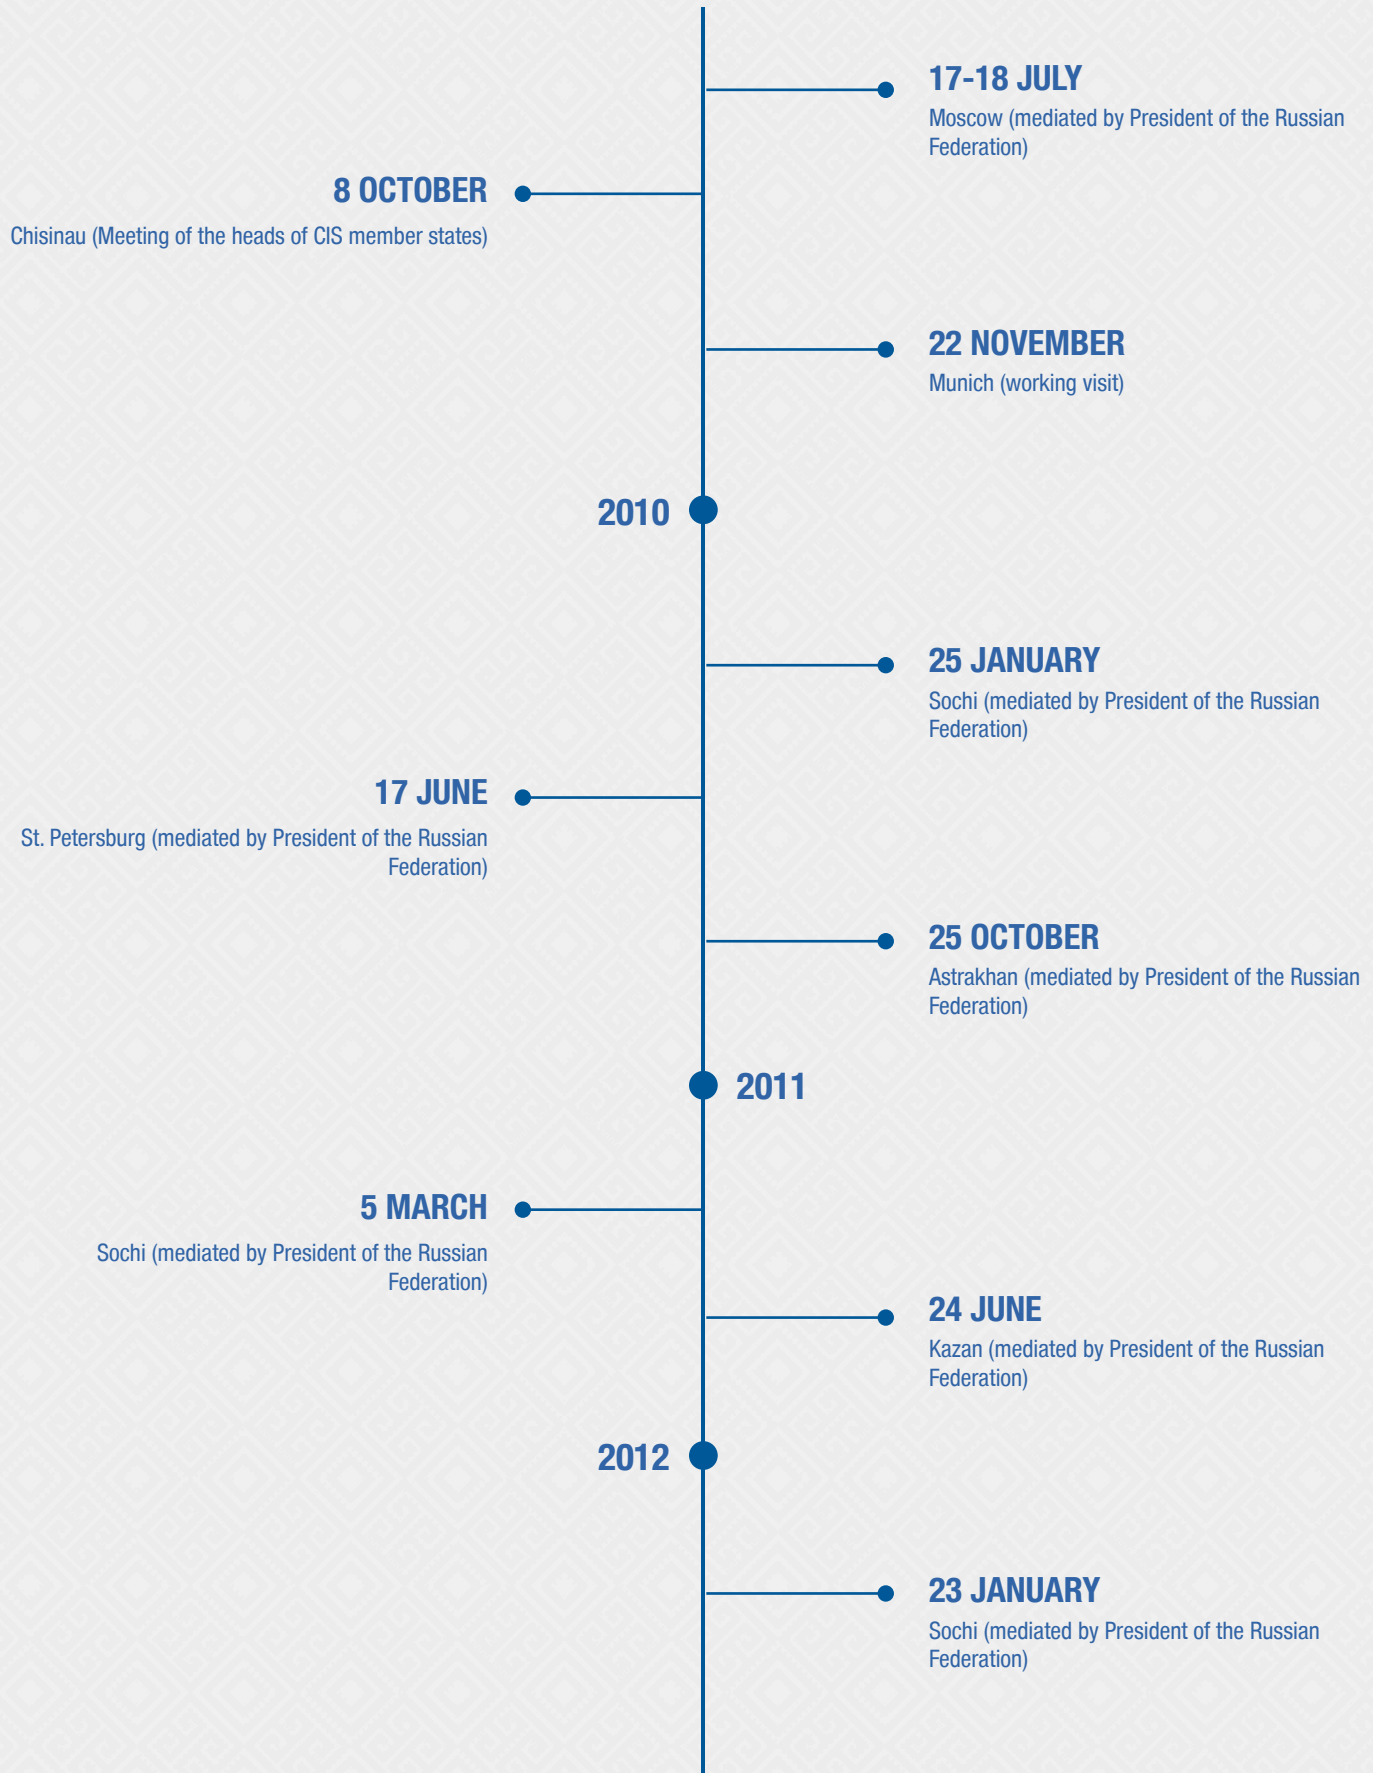 17-18 JULY
Moscow (mediated by President of the Russian
Federation)
8 OCTOBER
Chisinau (Meeting of the heads of CIS member states)
22 NOVEMBER
Munich (working visit)
2010
25 JANUARY
Sochi (mediated by President of the Russian
Federation)
17 JUNE
St. Petersburg (mediated by President of the Russian
Federation)
25 OCTOBER
Astrakhan (mediated by President of the Russian
Federation)
2011
5 MARCH
Sochi (mediated by President of the Russian
Federation)
24 JUNE
Kazan (mediated by President of the Russian
Federation)
2012
23 JANUARY
Sochi (mediated by President of the Russian
Federation)